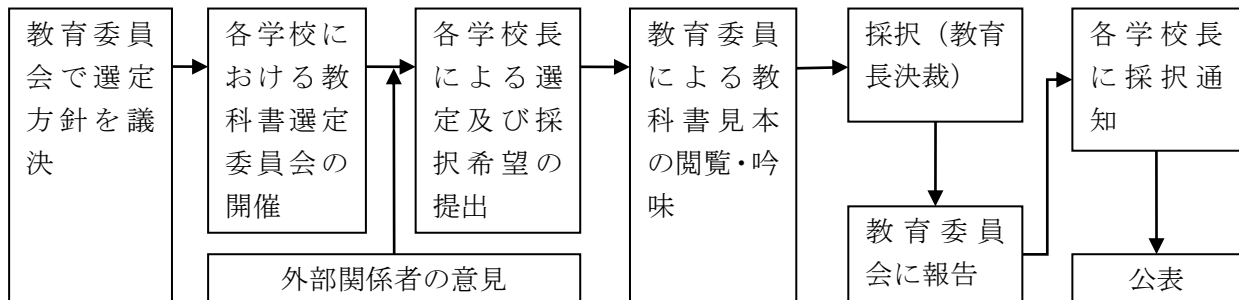 教育委員
会で選定
方針を議
決
各学校に
おける教
科書選定
委員会の
開催
各学校長
による選
定及び採
択希望の
提出
外部関係者の意見
教育委員
による教
科書見本
の閲覧・吟
味
採択（教育
長決裁）
教育委員
会に報告
各学校長
に採択通
知
公表